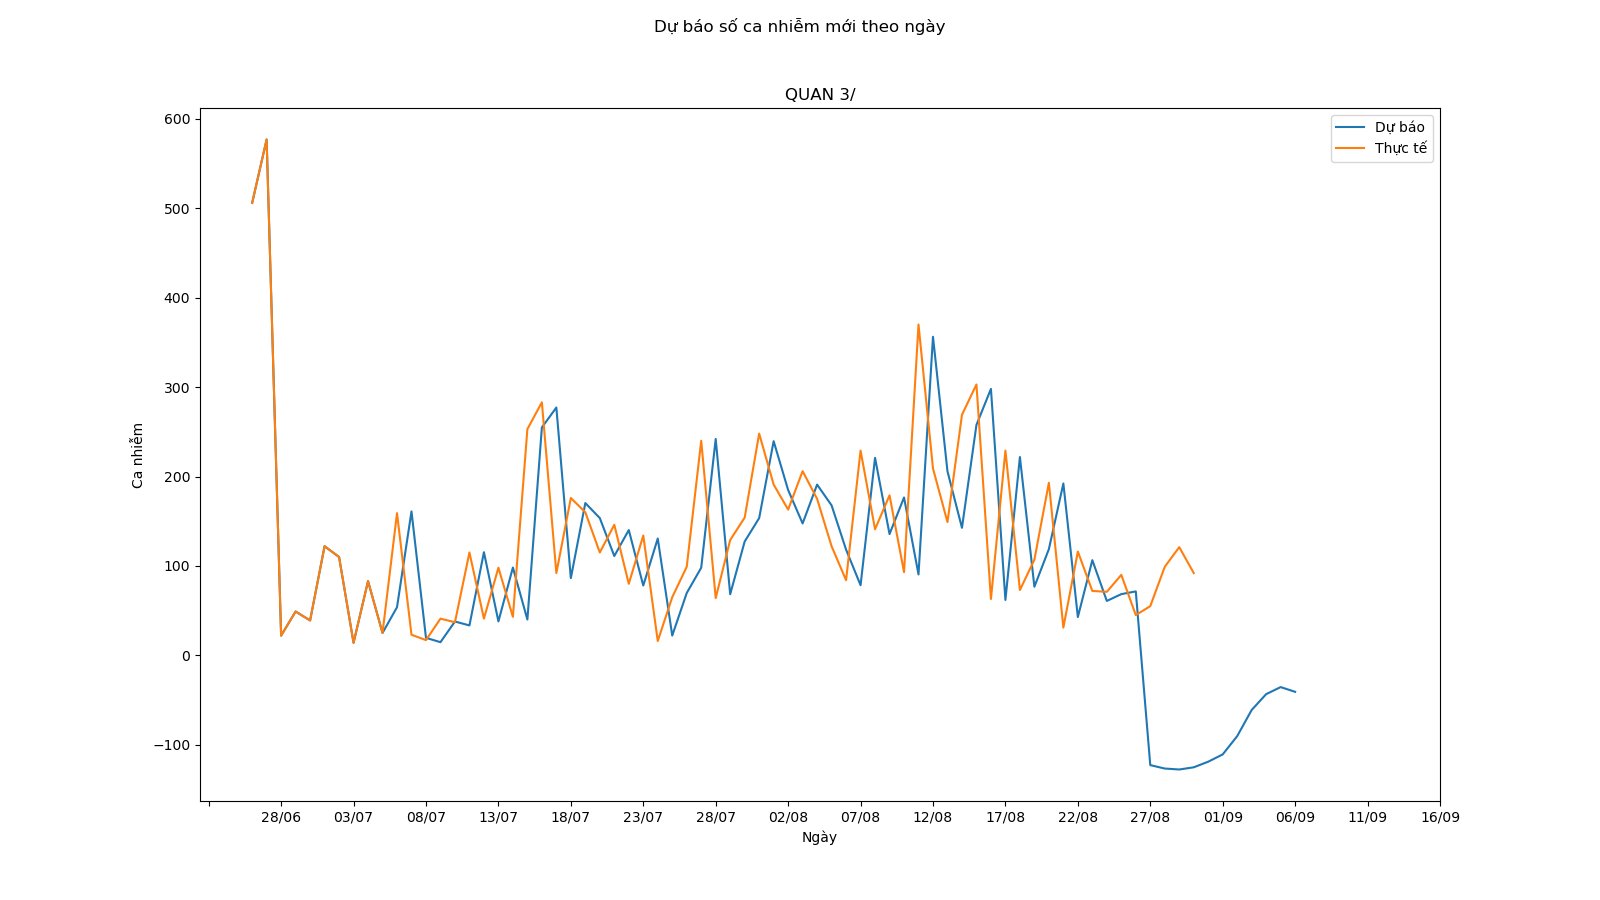 Dự báo số ca nhiễm mới theo ngày
QUAN 3/
Dự báo
Thực tế
600
500
400
300
200
100
0
−100
Ca nhiễm
28/06 03/07 08/07 13/07 18/07 23/07 28/07 02/08 07/08 12/08 17/08 22/08 27/08 01/09 06/09 11/09 16/09
Ngày